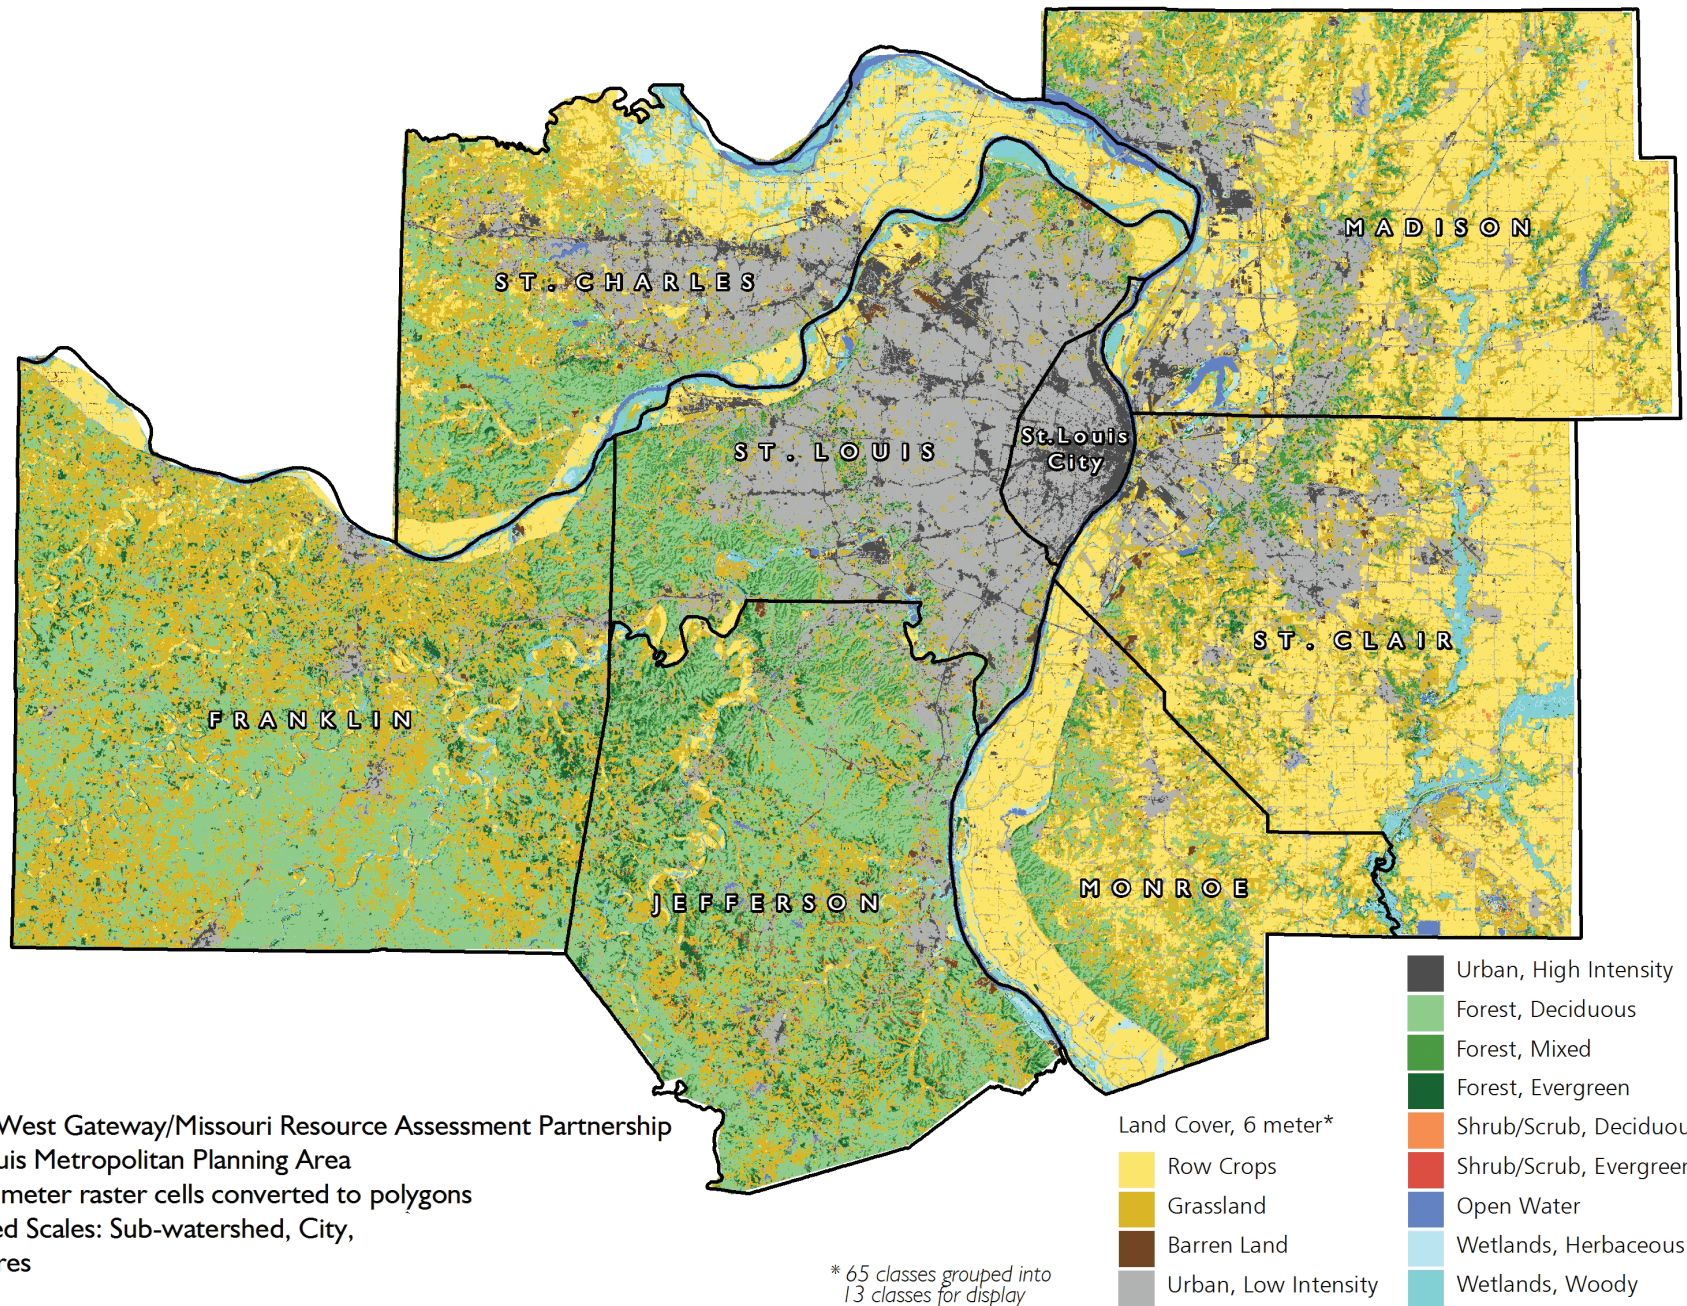 MADISON
ST. CHARLES
ST. LOUIS
St.Louis
City
ST. CLAIR
FRANKLIN
MONROE
JEFFERSON
West Gateway/Missouri Resource Assessment Partnership
uis Metropolitan Planning Area
meter raster cells converted to polygons
ed Scales: Sub-watershed, City,
res
* 65 classes grouped into
13 classes for display
Land Cover, 6 meter*
Row Crops
Grassland
Barren Land
Urban, Low Intensity
Urban, High Intensity
Forest, Deciduous
Forest, Mixed
Forest, Evergreen
Shrub/Scrub, Deciduou
Shrub/Scrub, Evergreen
Open Water
Wetlands, Herbaceous
Wetlands, Woody